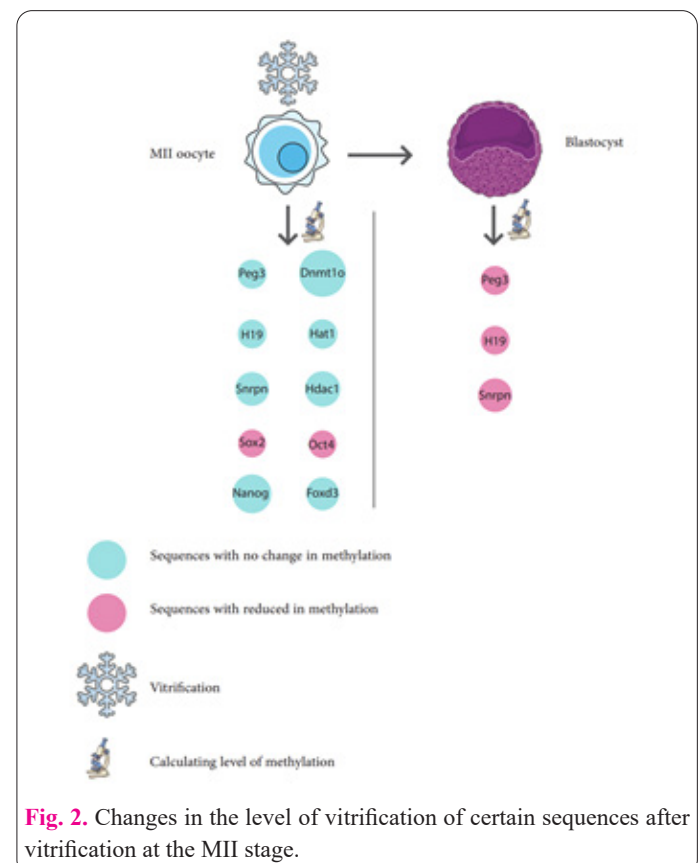 MII oocyte
Blastocyst
Peg3 Dnmt1o
Peg3
H19 Hat1
H19
Snrpn Hdac1
Snrpn
Sox2 Oct4
Nanog Foxd3
Sequences with no change in methylation
Sequences with reduced in methylation
Vitrification
Calculating level of methylation
Fig. 2. Changes in the level of vitrification of certain sequences after
vitrification at the MII stage.